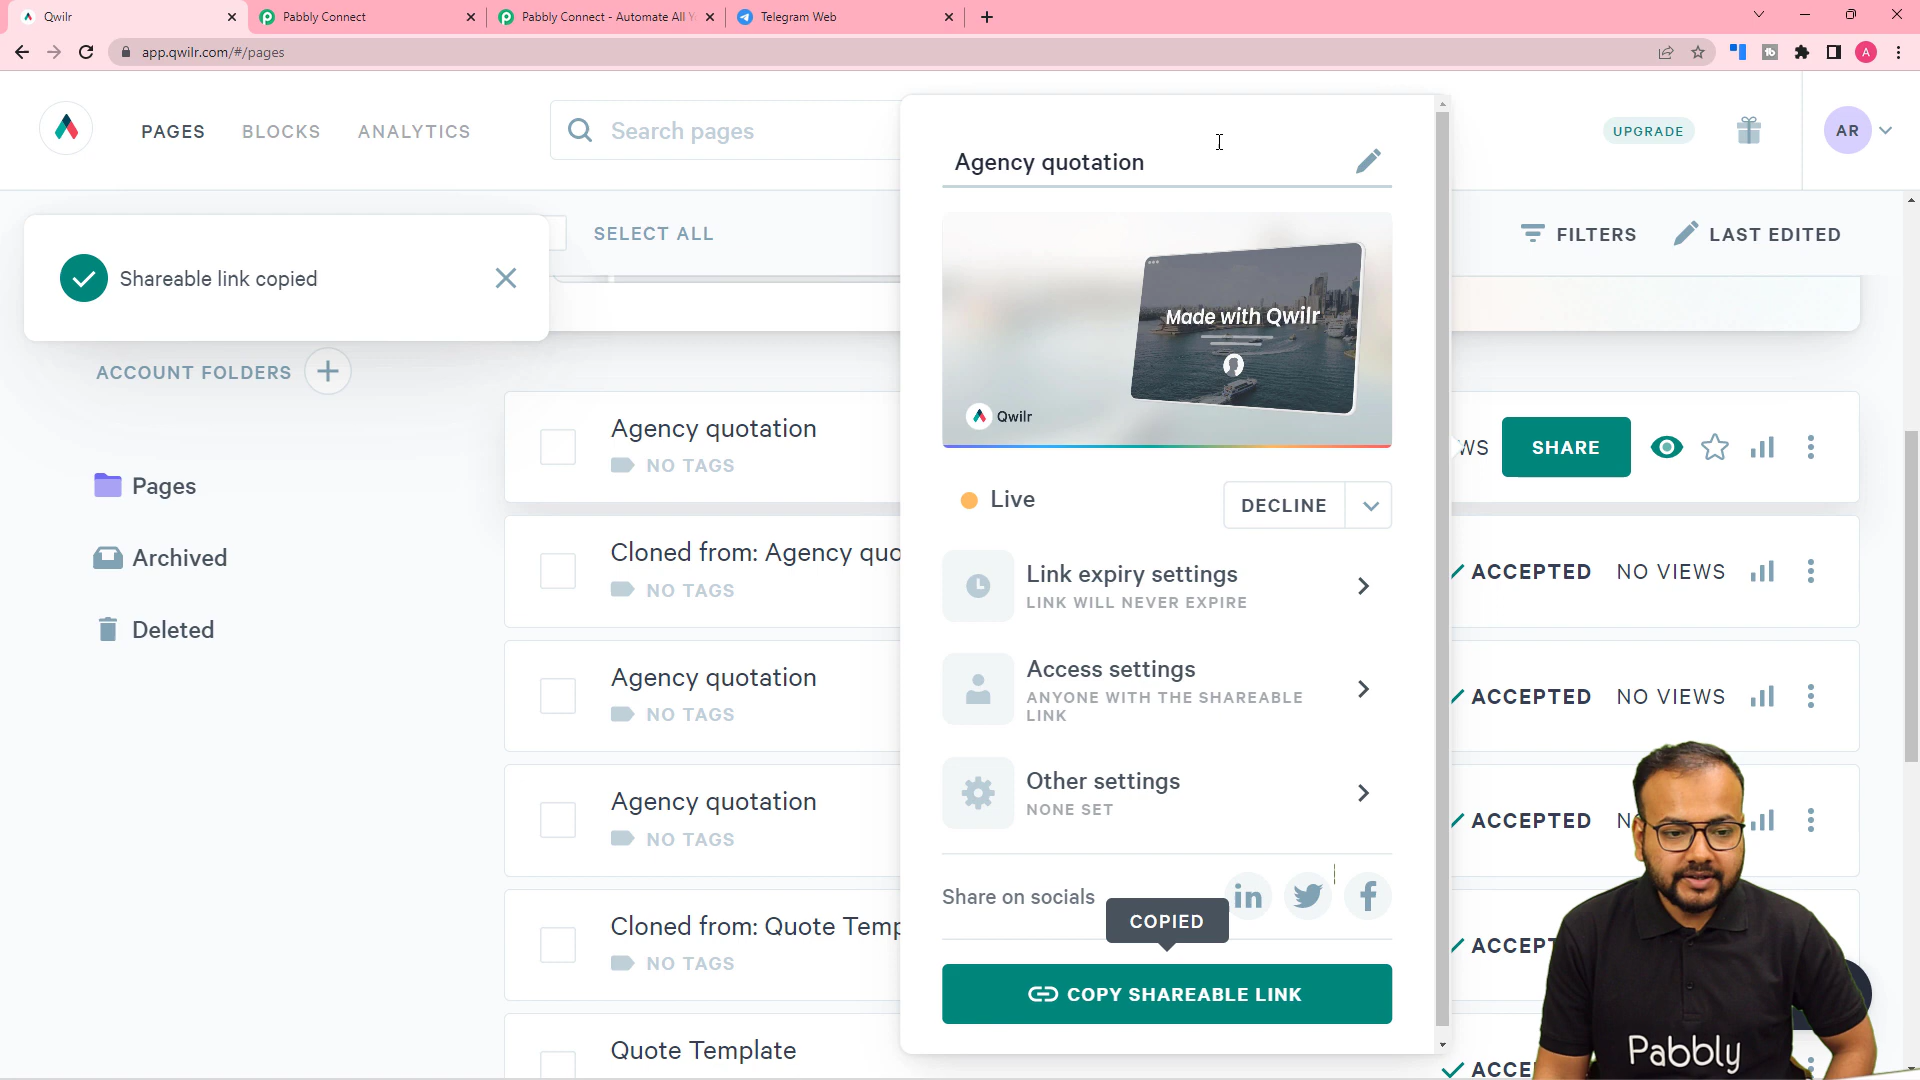 Qwilr
Pabbly Connect
Pabbly Connect - Automate All Y
Telegram Web
app.qwilr.com/#/pages
A
PAGES
BLOCKS
ANALYTICS
Search pages
UPGRADE
AR
Agency quotation
SELECT ALL
FILTERS
LAST EDITED
Shareable link copied
Made with Qwilr
Qwilr
ACCOUNT FOLDERS
Pages
Archived
Deleted
Agency quotation
NO TAGS
WS
SHARE
Live
DECLINE
Cloned from: Agency quo
NO TAGS
ACCEPTED
NO VIEWS
Link expiry settings
LINK WILL NEVER EXPIRE
Agency quotation
NO TAGS
ACCEPTED
NO VIEWS
Access settings
ANYONE WITH THE SHAREABLE
LINK
Agency quotation
NO TAGS
ACCEPTED
N
Other settings
NONE SET
Share on socials
in
f
COPIED
Cloned from: Quote Temp
NO TAGS
ACCEPT
COPY SHAREABLE LINK
Quote Template
ACCE
Pabbly